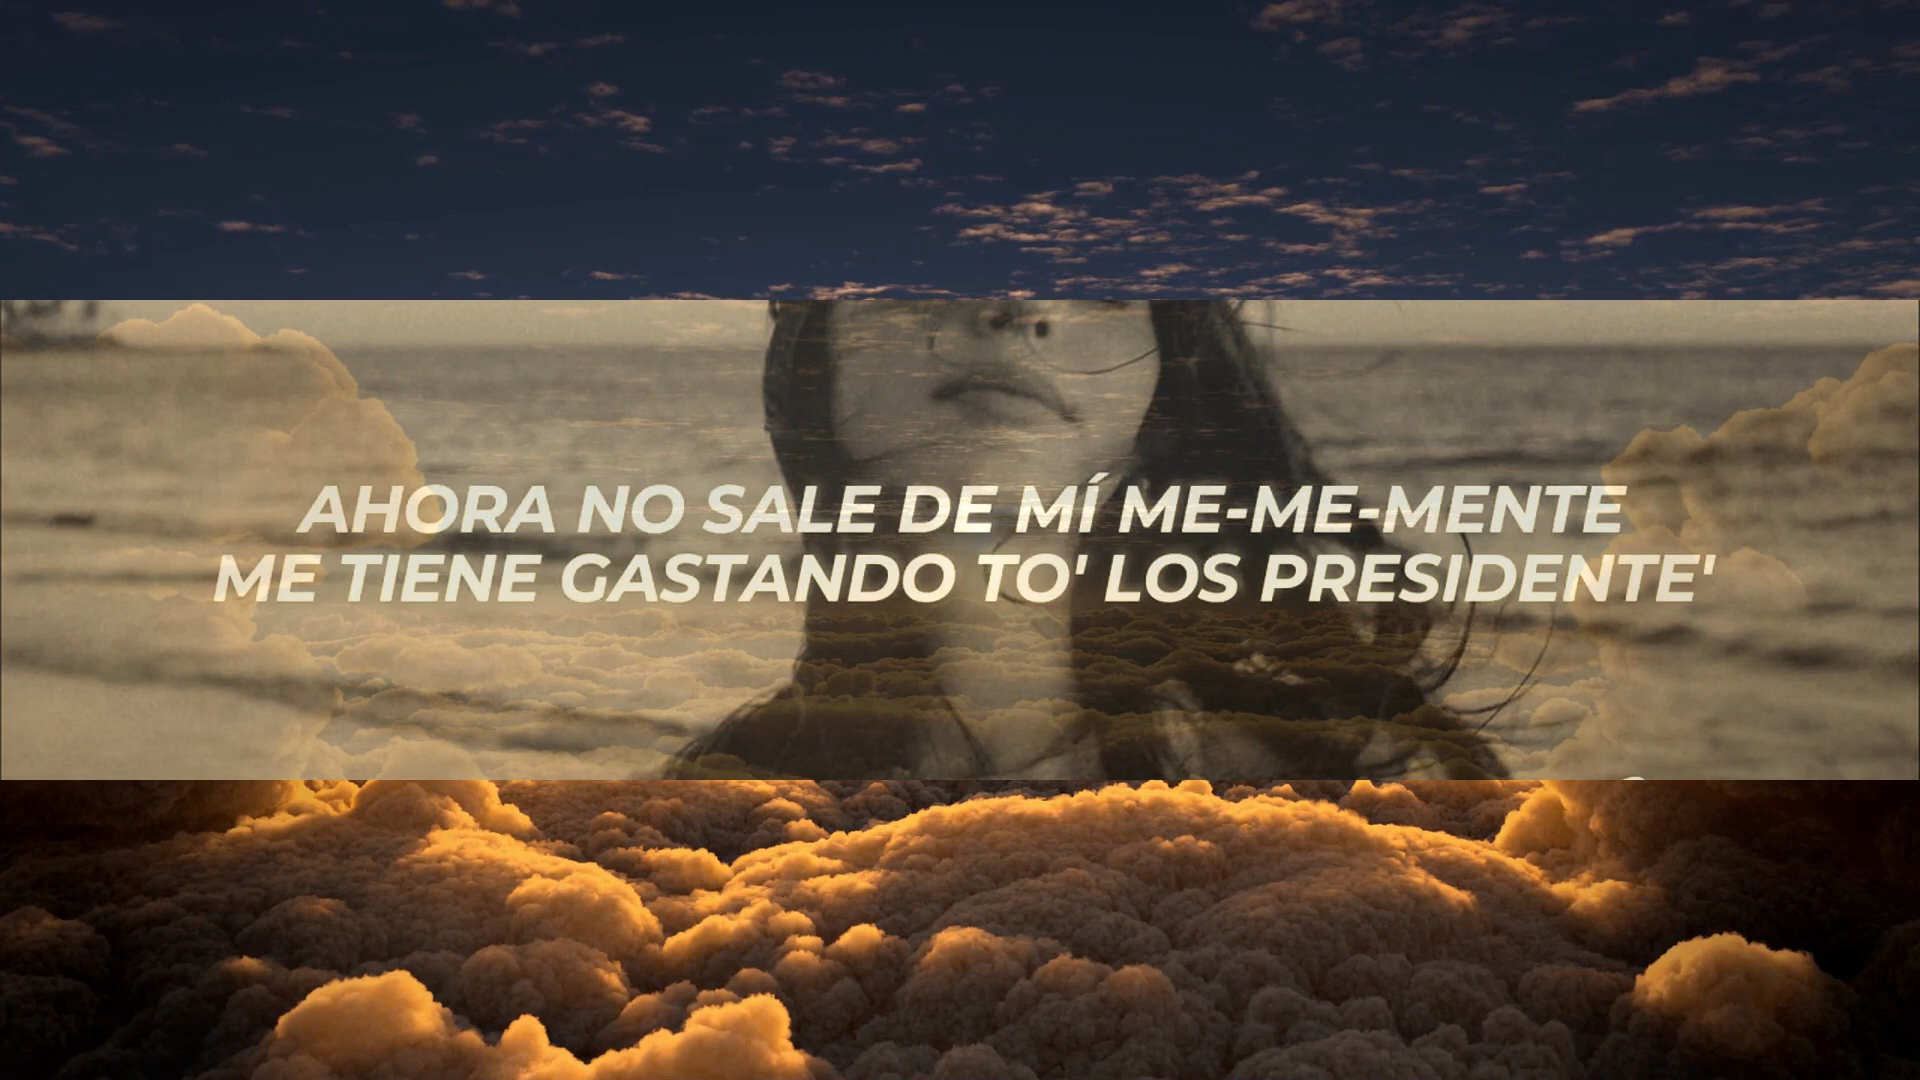 AHORA NO SALE DE MÍ ME-ME-MENTE
ME TIENE GASTANDO TO' LOS PRESIDENTE'